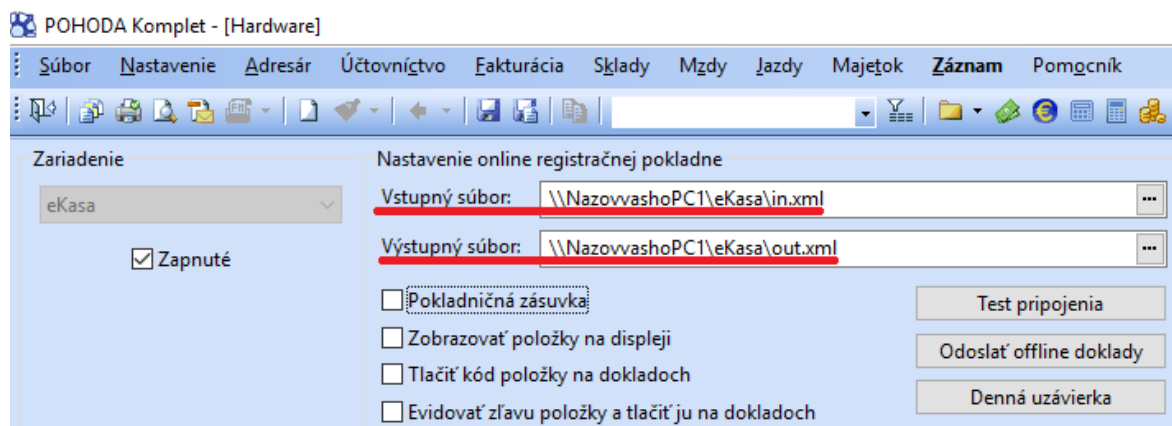 POHODA Komplet - [Hardware]
Súbor Nastavenie Adresár Účtovníctvo Fakturácia Sklady Mzdy Jazdy Majetok Záznam Pomocník
Zariadenie
eKasa
Zapnuté
Nastavenie online registračnej pokladne
Vstupný súbor: \\NazovvashoPC1\eKasa\in.xml ...
Výstupný súbor: \\NazovvashoPC1\eKasa\out.xml ...
Pokladničná zásuvka
Zobrazovať položky na displeji
Tlačiť kód položky na dokladoch
Evidovať zľavu položky a tlačiť ju na dokladoch
Test pripojenia
Odoslať offline doklady
Denná uzávierka